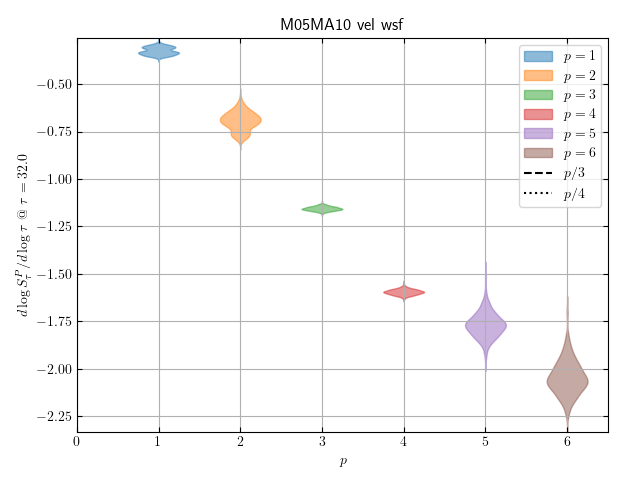 M05MA10 vel wsf
d log S_τ^P / d log τ @ τ = 32.0
−0.50
−0.75
−1.00
−1.25
−1.50
−1.75
−2.00
−2.25
p = 1
p = 2
p = 3
p = 4
p = 5
p = 6
p/3
p/4
0 1 2 3 4 5 6
p